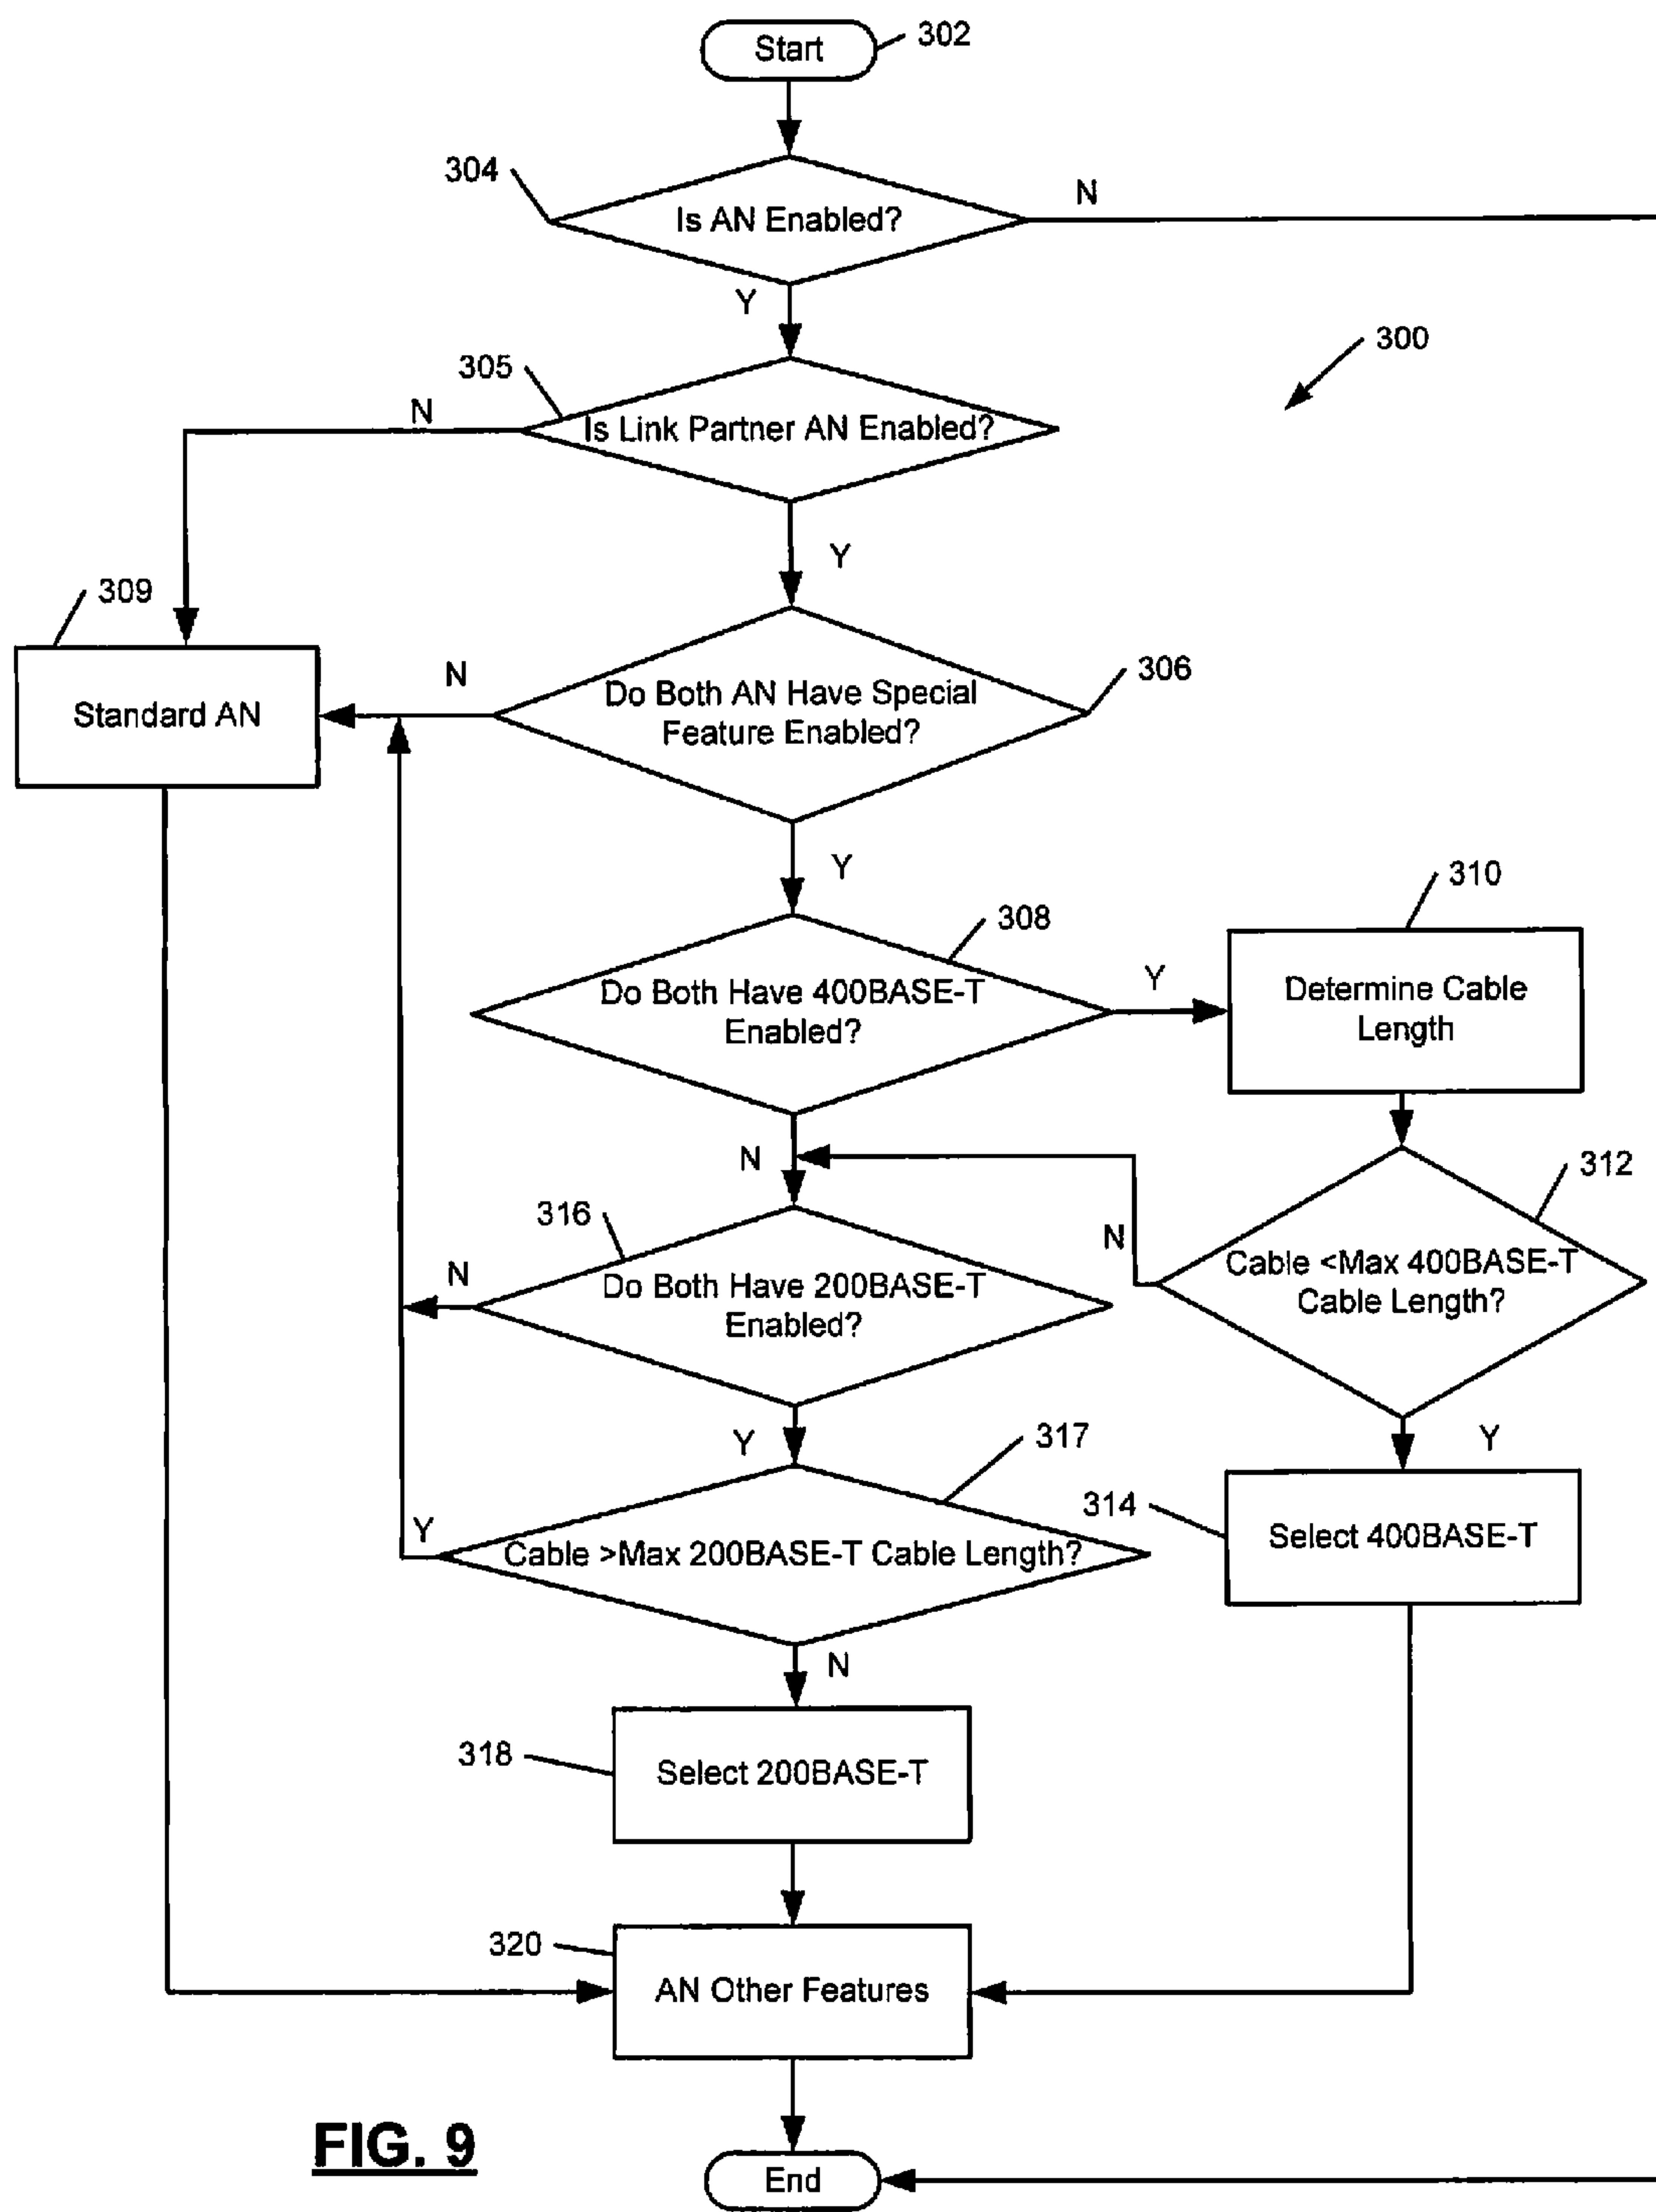 Start
302
304
Is AN Enabled?
N
Y
300
305
N
Is Link Partner AN Enabled?
Y
309
Standard AN
N
Do Both AN Have Special
Feature Enabled?
306
Y
308
Do Both Have 400BASE-T
Enabled?
Y
310
Determine Cable
Length
N
312
Cable <Max 400BASE-T
Cable Length?
N
316
N
Do Both Have 200BASE-T
Enabled?
Y
Y
317
Y
Cable >Max 200BASE-T Cable Length?
314
Select 400BASE-T
N
318
Select 200BASE-T
320
AN Other Features
FIG. 9
End